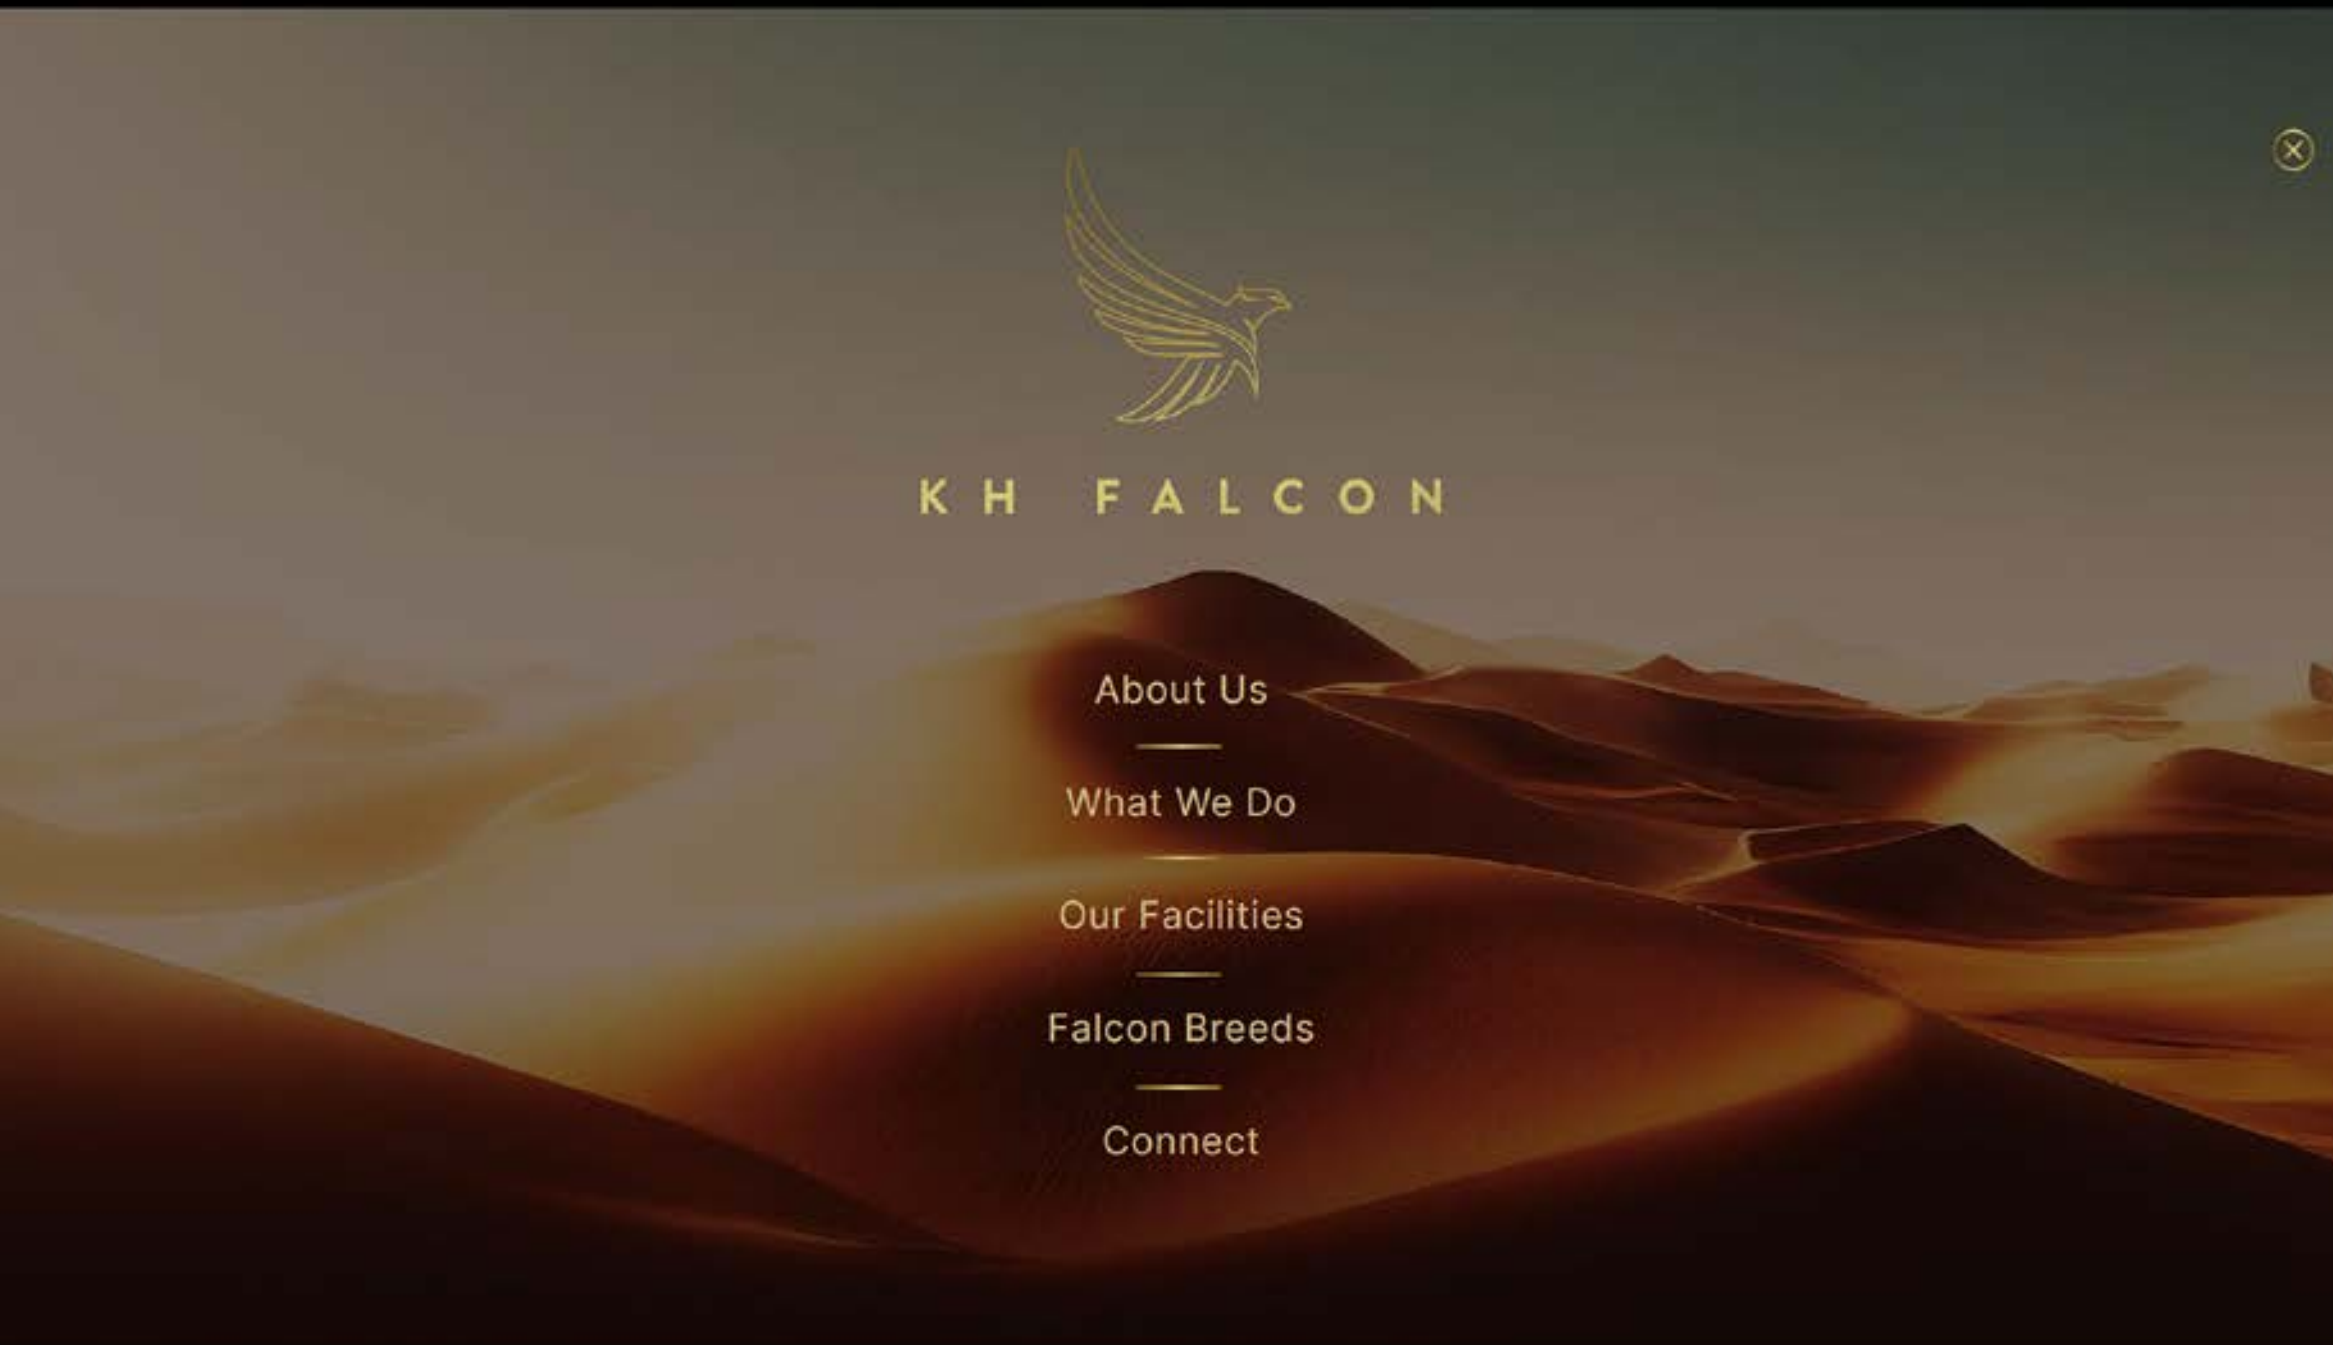 KH FALCON
About Us
What We Do
Our Facilities
Falcon Breeds
Connect